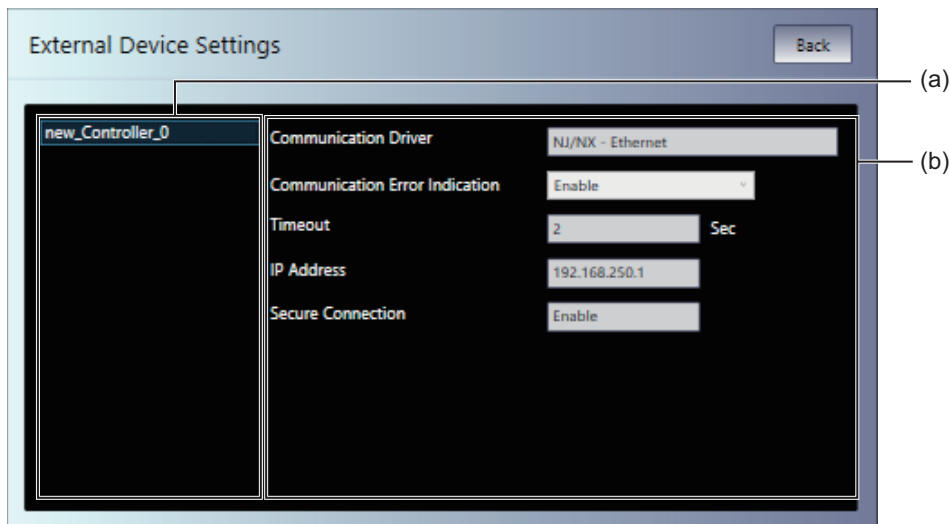 External Device Settings
Back
(a)
new_Controller_0
Communication Driver
NJ/NX - Ethernet
(b)
Communication Error Indication
Enable
Timeout
2
Sec
IP Address
192.168.250.1
Secure Connection
Enable